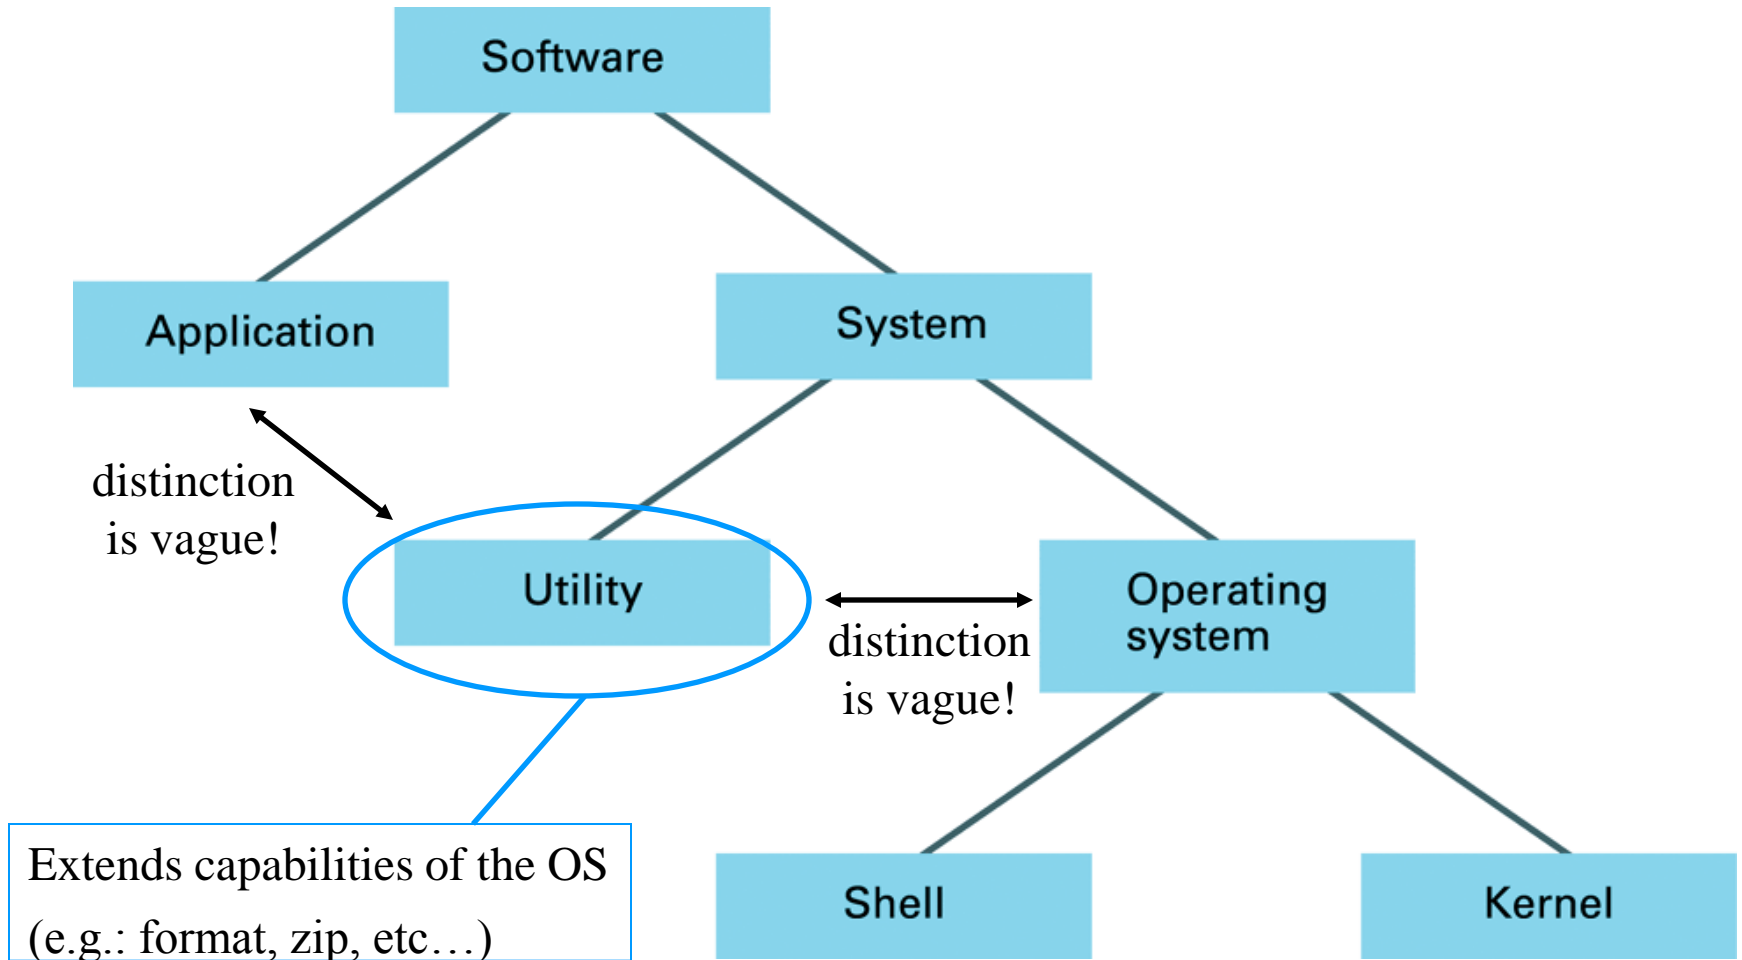 Software
Application
System
distinction
is vague!
Utility
Operating
system
distinction
is vague!
Extends capabilities of the OS
(e.g.: format, zip, etc…)
Shell
Kernel